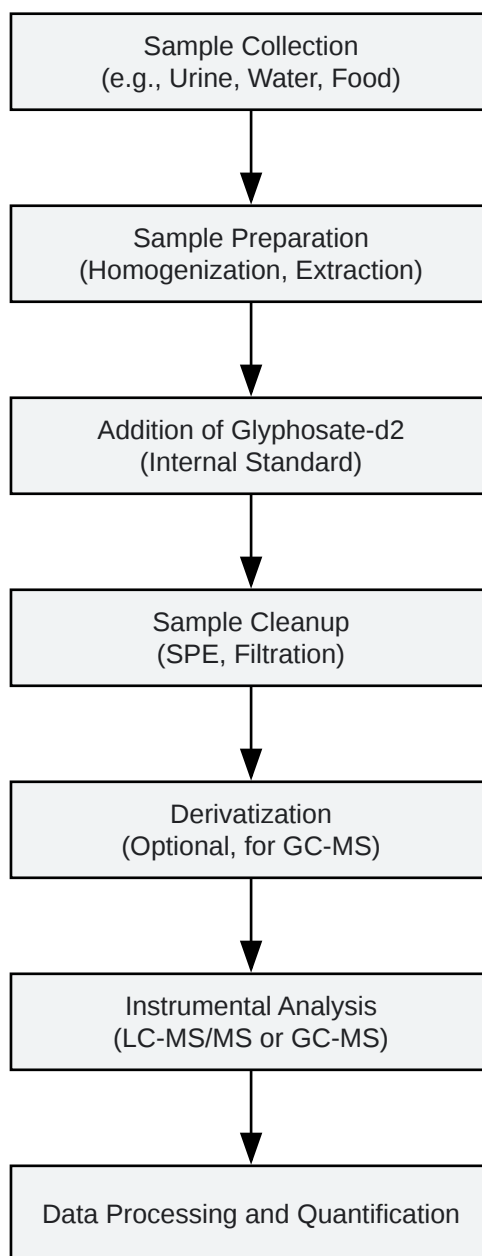 Sample Collection
(e.g., Urine, Water, Food)
Sample Preparation
(Homogenization, Extraction)
Addition of Glyphosate-d2
(Internal Standard)
Sample Cleanup
(SPE, Filtration)
Derivatization
(Optional, for GC-MS)
Instrumental Analysis
(LC-MS/MS or GC-MS)
Data Processing and Quantification